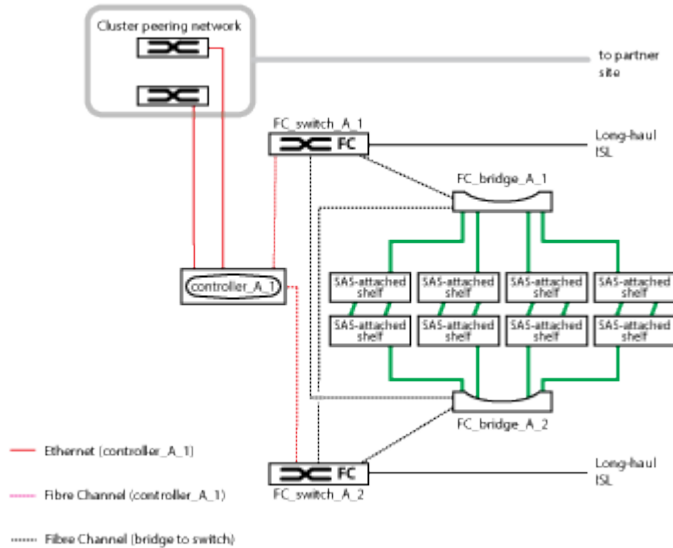 Cluster peering network
to partner
site
FC_switch_A_1
FC
Long-haul
ISL
FC_bridge_A_1
controller_A_1
SAS-attached
shelf
SAS-attached
shelf
SAS-attached
shelf
SAS-attached
shelf
SAS-attached
shelf
SAS-attached
shelf
SAS-attached
shelf
SAS-attached
shelf
FC_bridge_A_2
Ethernet (controller_A_1)
FC
Long-haul
ISL
FC_switch_A_2
Fibre Channel (controller_A_1)
Fibre Channel (bridge to switch)